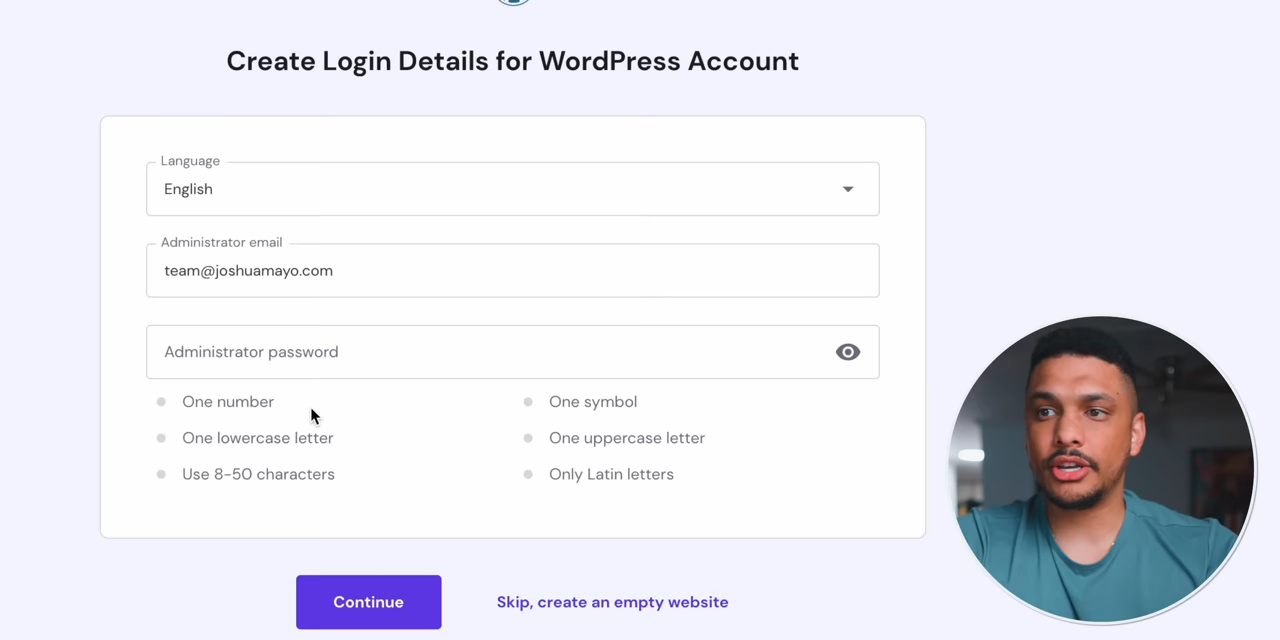 Create Login Details for WordPress Account
Language
English
Administrator email
team@joshuamayo.com
Administrator password
One number
One symbol
One lowercase letter
One uppercase letter
Use 8-50 characters
Only Latin letters
Continue
Skip, create an empty website